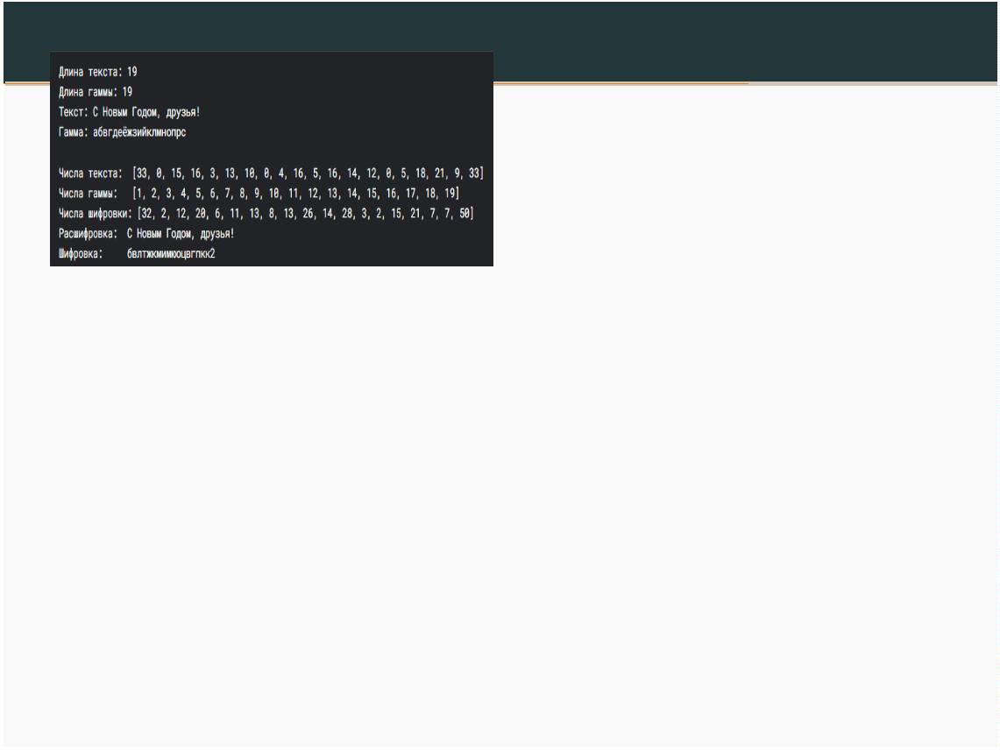 Длина текста: 19
Длина гаммы: 19
Текст: С Новым Годом, друзья!
Гамма: абвгдеёжзийклмнопрс
Числа текста: [33, 0, 15, 16, 3, 13, 10, 0, 4, 16, 5, 16, 14, 12, 0, 5, 18, 21, 9, 33]
Числа гаммы: [1, 2, 3, 4, 5, 6, 7, 8, 9, 10, 11, 12, 13, 14, 15, 16, 17, 18, 19]
Числа шифровки: [32, 2, 12, 20, 6, 11, 13, 8, 13, 26, 14, 28, 3, 2, 15, 21, 7, 7, 50]
Расшифровка: С Новым Годом, друзья!
Шифровка: бвлтжкмимюоцвгпкк2